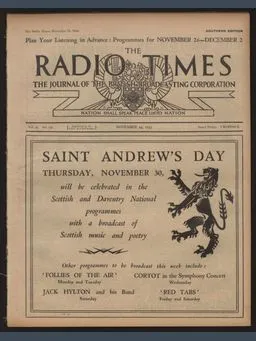 SOUTHERN EDITION
Plan Your Listening in Advance: Programmes for NOVEMBER 26—DECEMBER 2
THE
RADIO TIMES
THE JOURNAL OF THE BRITISH BROADCASTING CORPORATION
NATION SHALL SPEAK PEACE UNTO NATION
NOVEMBER 24, 1933
SAINT ANDREW'S DAY
THURSDAY, NOVEMBER 30,
will be celebrated in the
Scottish and Daventry National
programmes
with a broadcast of
Scottish music and poetry
Other programmes to be broadcast this week include:
'FOLLIES OF THE AIR' CORTOT in the Symphony Concert
Monday and Tuesday Wednesday
JACK HYLTON and his Band 'RED TABS'
Saturday Friday and Saturday